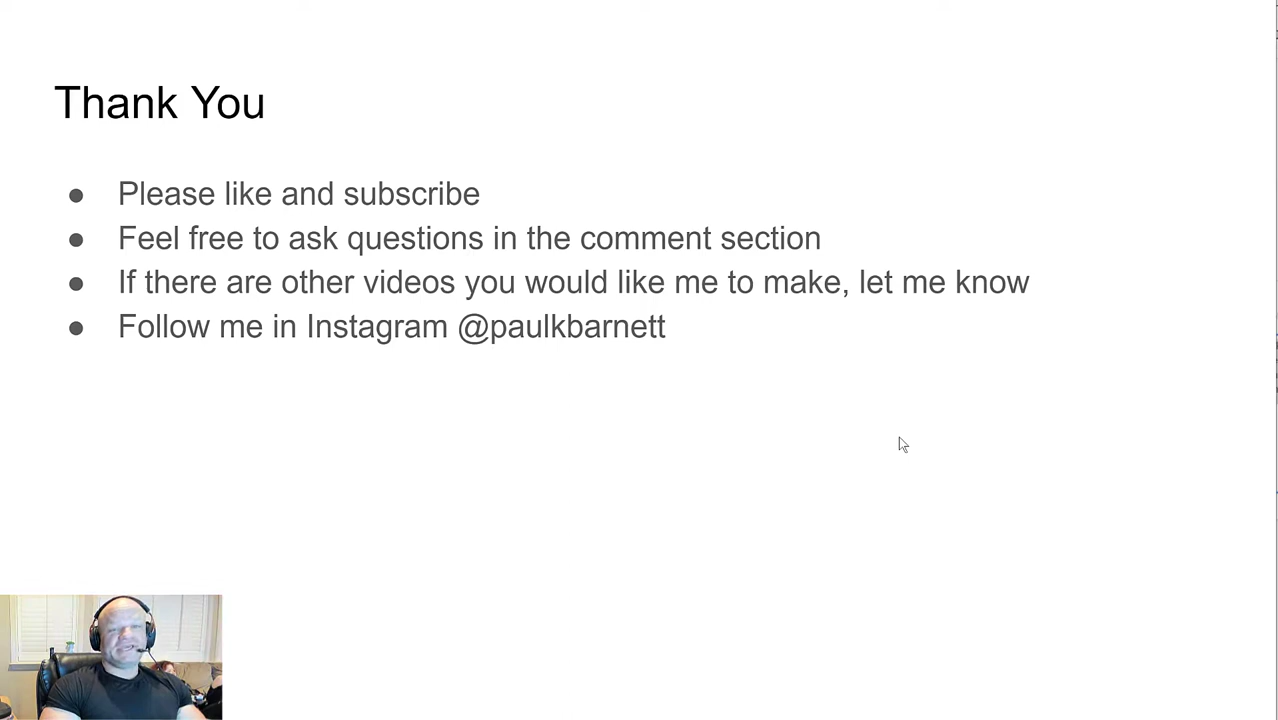 Thank You
● Please like and subscribe
● Feel free to ask questions in the comment section
● If there are other videos you would like me to make, let me know
● Follow me in Instagram @paulkbarnett